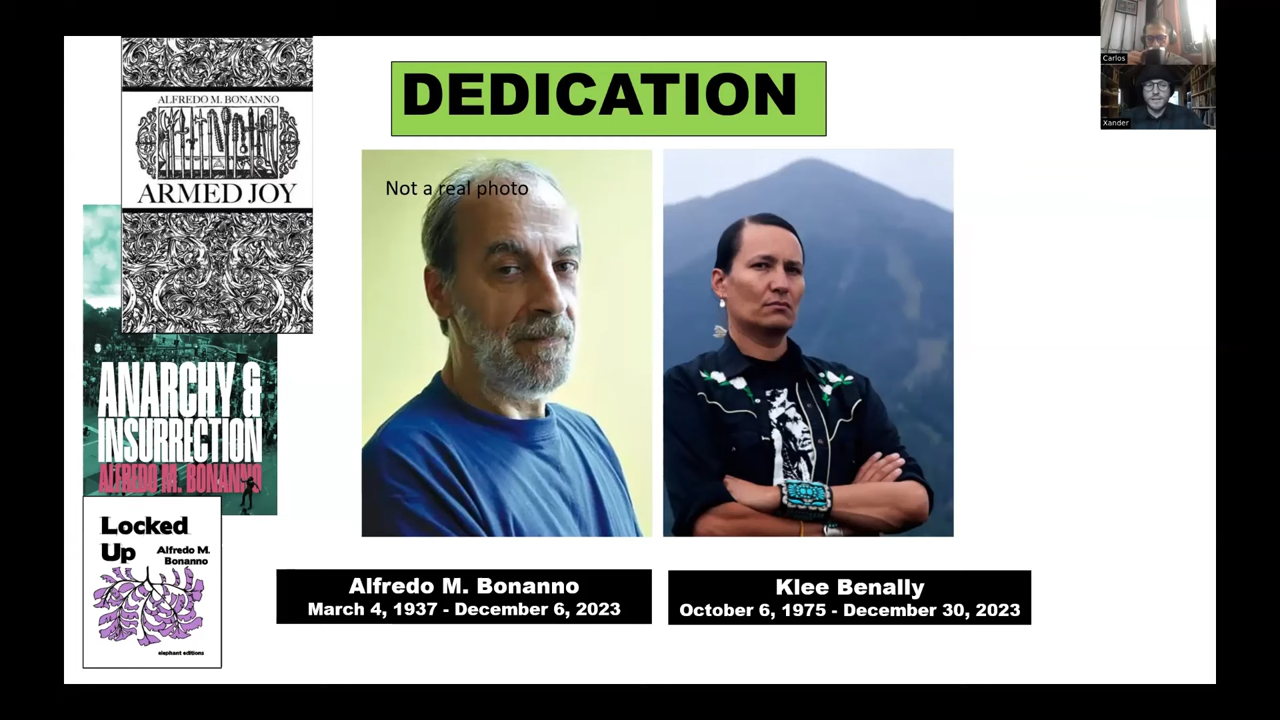 DEDICATION
Not a real photo
Alfredo M. Bonanno
March 4, 1937 - December 6, 2023
Klee Benally
October 6, 1975 - December 30, 2023
ALFREDO M. BONANNO
ARMED JOY
ANARCHY &
INSURRECTION
ALFREDO M. BONANNO
Locked
Up
Alfredo M.
Bonanno
elephant editions
Carlos
Xander